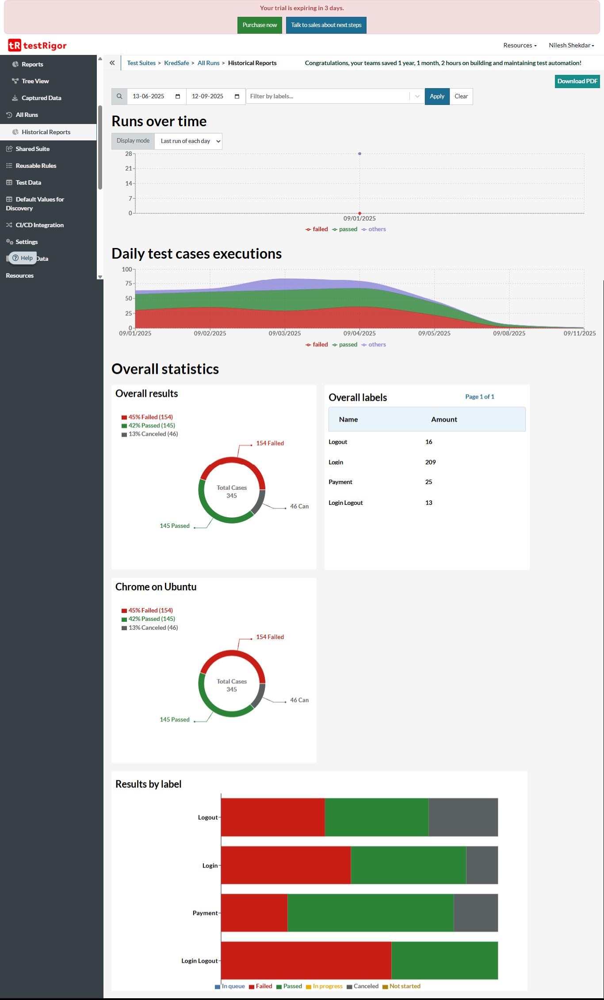 Your trial is expiring in 3 days.
Purchase now
Talk to sales about next steps
tR testRigor
Resources
Nilesh Shekdar
Reports
Tree View
Captured Data
All Runs
Historical Reports
Shared Suite
Reusable Rules
Test Data
Default Values for
Discovery
CI/CD Integration
Settings
Help
Data
Resources
Test Suites > KredSafe > All Runs > Historical Reports
Congratulations, your teams saved 1 year, 1 month, 2 hours on building and maintaining test automation!
Download PDF
13-06-2025
12-09-2025
Filter by labels...
Apply
Clear
Runs over time
Display mode
Last run of each day
28
21
14
7
0
09/01/2025
failed passed others
Daily test cases executions
100
75
50
25
0
09/01/2025 09/02/2025 09/03/2025 09/04/2025 09/05/2025 09/08/2025 09/11/2025
failed passed others
Overall statistics
Overall results
45% Failed (154)
42% Passed (145)
13% Canceled (46)
154 Failed
Total Cases
345
46 Can
145 Passed
Overall labels
Page 1 of 1
Name Amount
Logout 16
Login 209
Payment 25
Login Logout 13
Chrome on Ubuntu
45% Failed (154)
42% Passed (145)
13% Canceled (46)
154 Failed
Total Cases
345
46 Can
145 Passed
Results by label
Logout
Login
Payment
Login Logout
In queue Failed Passed In progress Canceled Not started